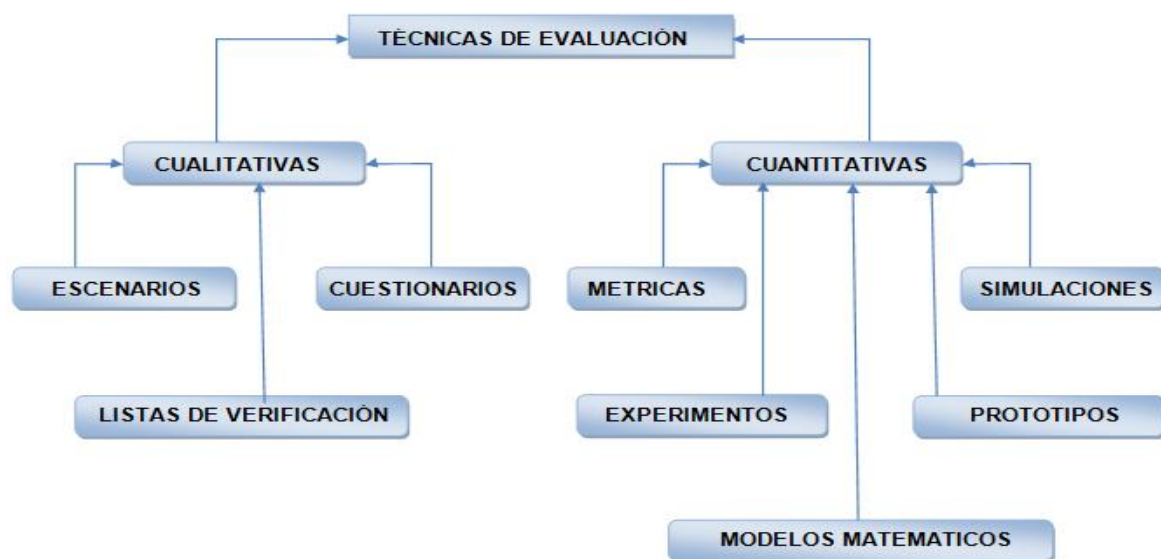 TÉCNICAS DE EVALUACIÓN
CUALITATIVAS
CUANTITATIVAS
ESCENARIOS
CUESTIONARIOS
METRICAS
SIMULACIONES
LISTAS DE VERIFICACIÓN
EXPERIMENTOS
PROTOTIPOS
MODELOS MATEMATICOS